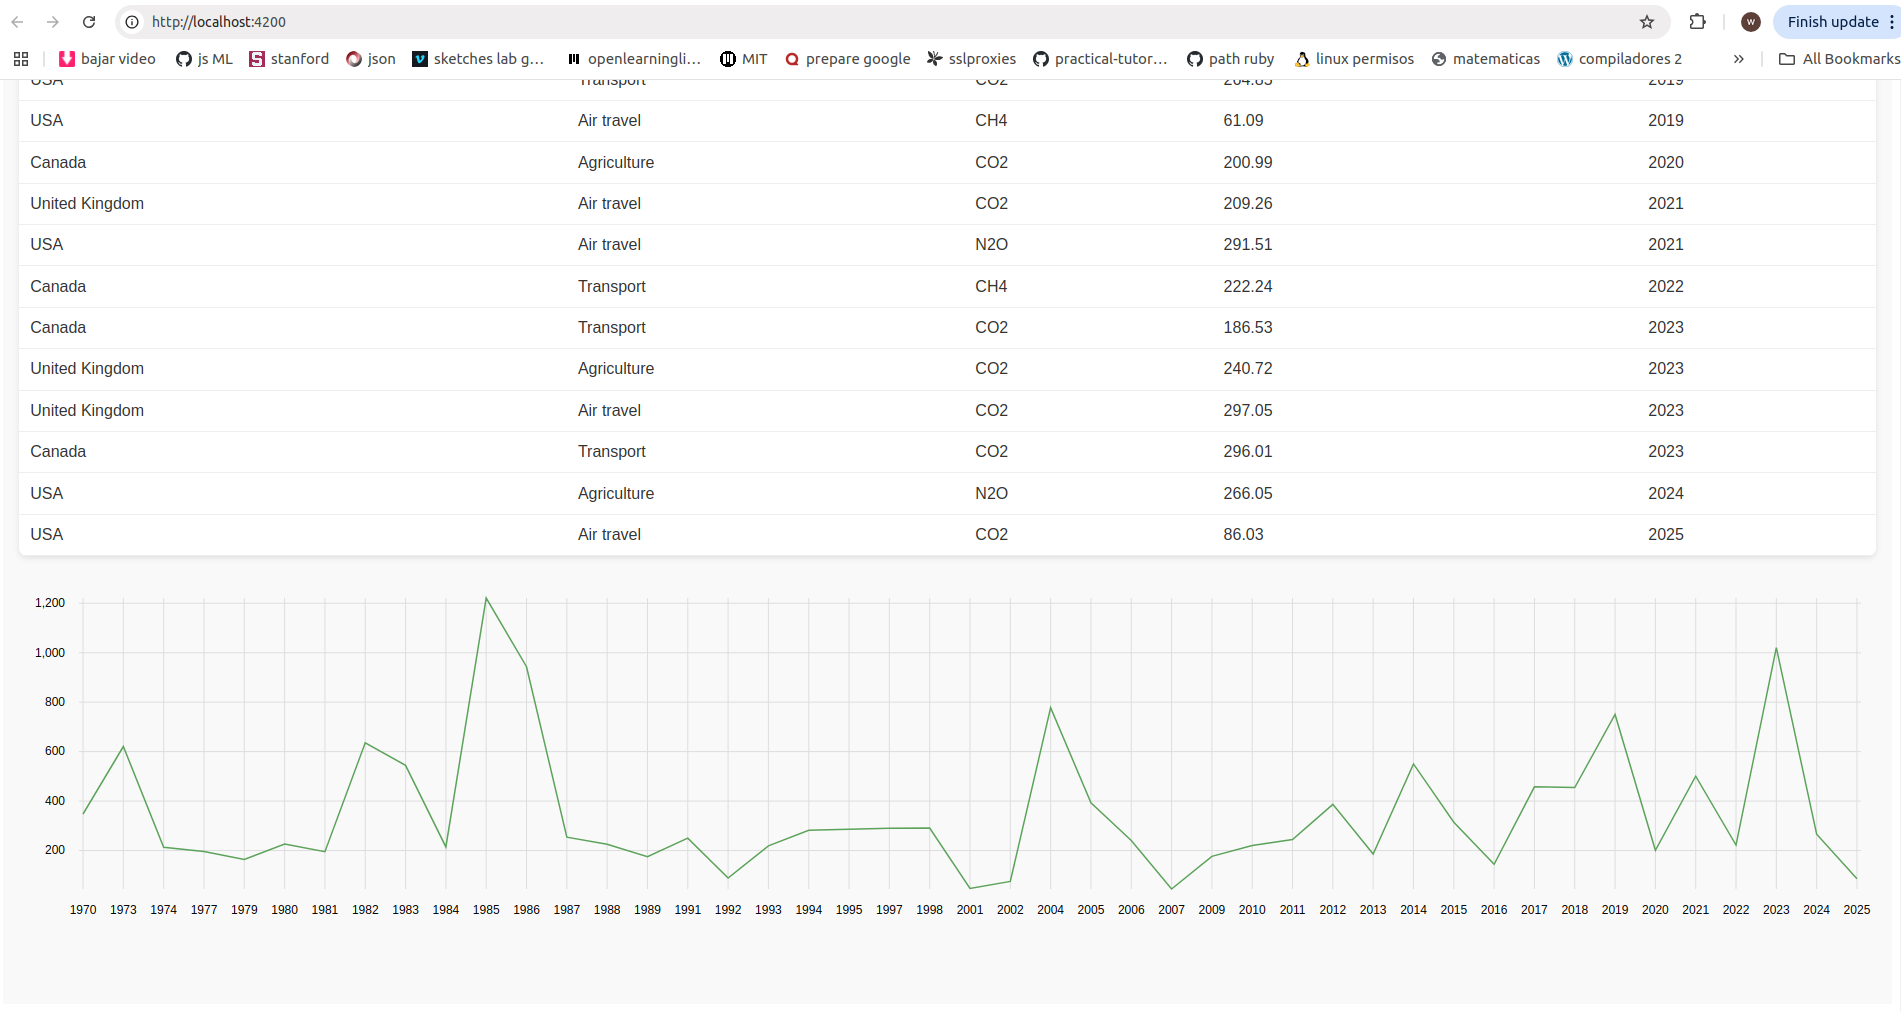 http://localhost:4200
W
Finish update
bajar video js ML stanford json sketches lab g... openlearningli... MIT prepare google sslproxies practical-tutor... path ruby linux permisos matematicas compiladores 2 » All Bookmarks
USA Transport CO2 264.85 2019
USA Air travel CH4 61.09 2019
Canada Agriculture CO2 200.99 2020
United Kingdom Air travel CO2 209.26 2021
USA Air travel N2O 291.51 2021
Canada Transport CH4 222.24 2022
Canada Transport CO2 186.53 2023
United Kingdom Agriculture CO2 240.72 2023
United Kingdom Air travel CO2 297.05 2023
Canada Transport CO2 296.01 2023
USA Agriculture N2O 266.05 2024
USA Air travel CO2 86.03 2025
1,200
1,000
800
600
400
200
1970 1973 1974 1977 1979 1980 1981 1982 1983 1984 1985 1986 1987 1988 1989 1991 1992 1993 1994 1995 1997 1998 2001 2002 2004 2005 2006 2007 2009 2010 2011 2012 2013 2014 2015 2016 2017 2018 2019 2020 2021 2022 2023 2024 2025